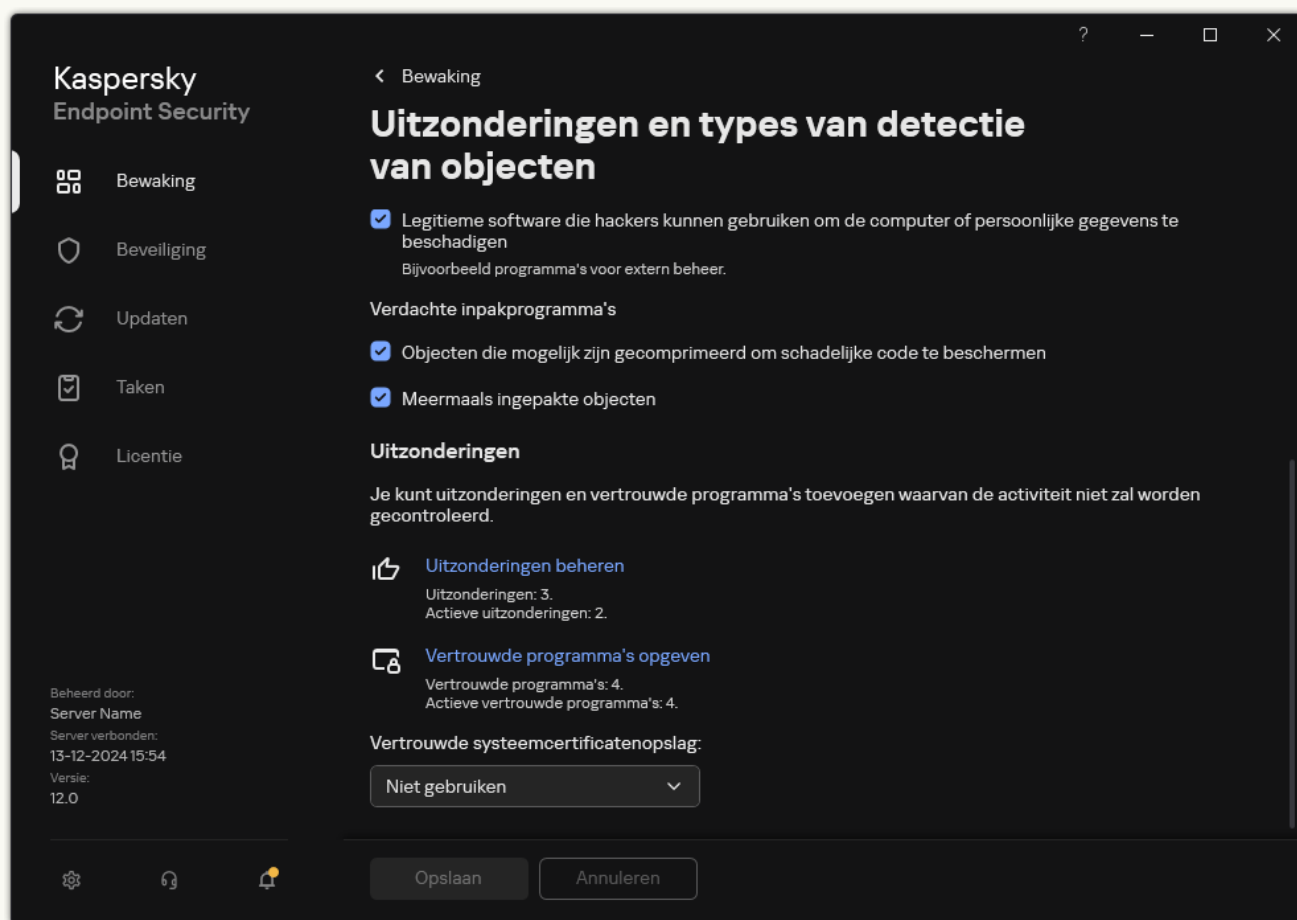 ?
Kaspersky
Endpoint Security
Bewaking
Beveiliging
Updaten
Taken
Licentie
Beheerd door:
Server Name
Server verbonden:
13-12-2024 15:54
Versie:
12.0
Bewaking
Uitzonderingen en types van detectie
van objecten
Legitieme software die hackers kunnen gebruiken om de computer of persoonlijke gegevens te
beschadigen
Bijvoorbeeld programma's voor extern beheer.
Verdachte inpakprogramma's
Objecten die mogelijk zijn gecomprimeerd om schadelijke code te beschermen
Meermaals ingepakte objecten
Uitzonderingen
Je kunt uitzonderingen en vertrouwde programma's toevoegen waarvan de activiteit niet zal worden
gecontroleerd.
Uitzonderingen beheren
Uitzonderingen: 3.
Actieve uitzonderingen: 2.
Vertrouwde programma's opgeven
Vertrouwde programma's: 4.
Actieve vertrouwde programma's: 4.
Vertrouwde systeemcertificatenopslag:
Niet gebruiken
Opslaan
Annuleren